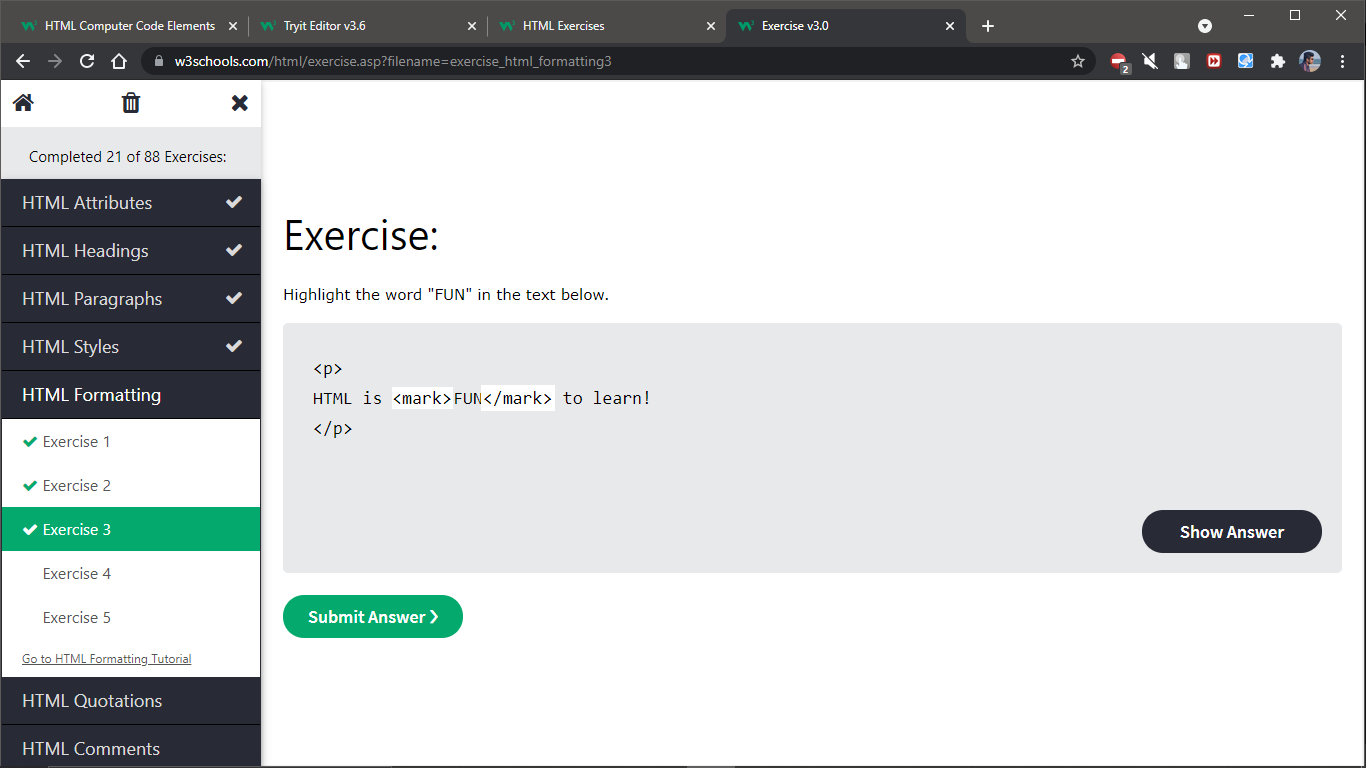 HTML Computer Code Elements
Tryit Editor v3.6
HTML Exercises
Exercise v3.0
w3schools.com/html/exercise.asp?filename=exercise_html_formatting3
2
Completed 21 of 88 Exercises:
HTML Attributes
HTML Headings
HTML Paragraphs
HTML Styles
HTML Formatting
Exercise 1
Exercise 2
Exercise 3
Exercise 4
Exercise 5
Go to HTML Formatting Tutorial
HTML Quotations
HTML Comments
Exercise:
Highlight the word "FUN" in the text below.
<p>
HTML is <mark>FUN</mark> to learn!
</p>
Show Answer
Submit Answer ❯